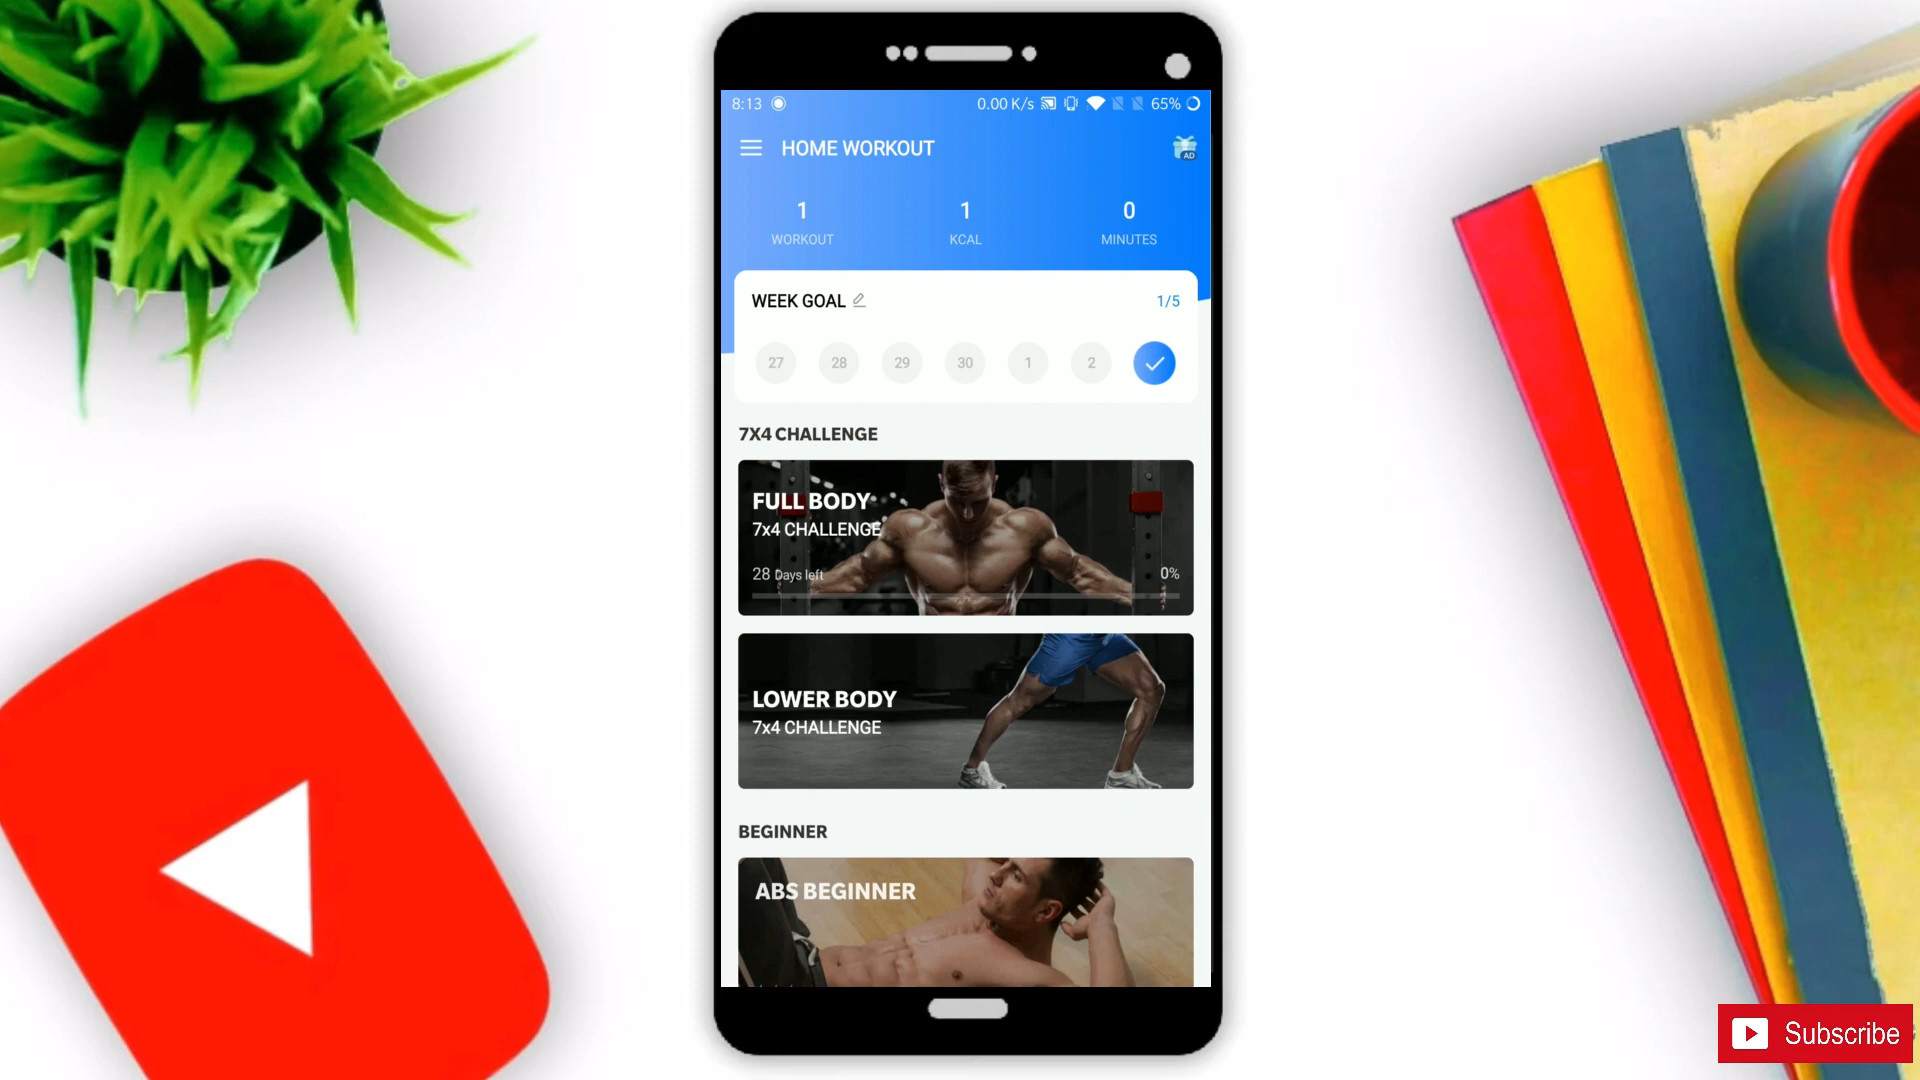 8:13 0.00 K/s 65%
HOME WORKOUT
AD
1 1 0
WORKOUT KCAL MINUTES
WEEK GOAL 1/5
27 28 29 30 1 2
7X4 CHALLENGE
FULL BODY
7x4 CHALLENGE
28 Days left 0%
LOWER BODY
7x4 CHALLENGE
BEGINNER
ABS BEGINNER
Subscribe